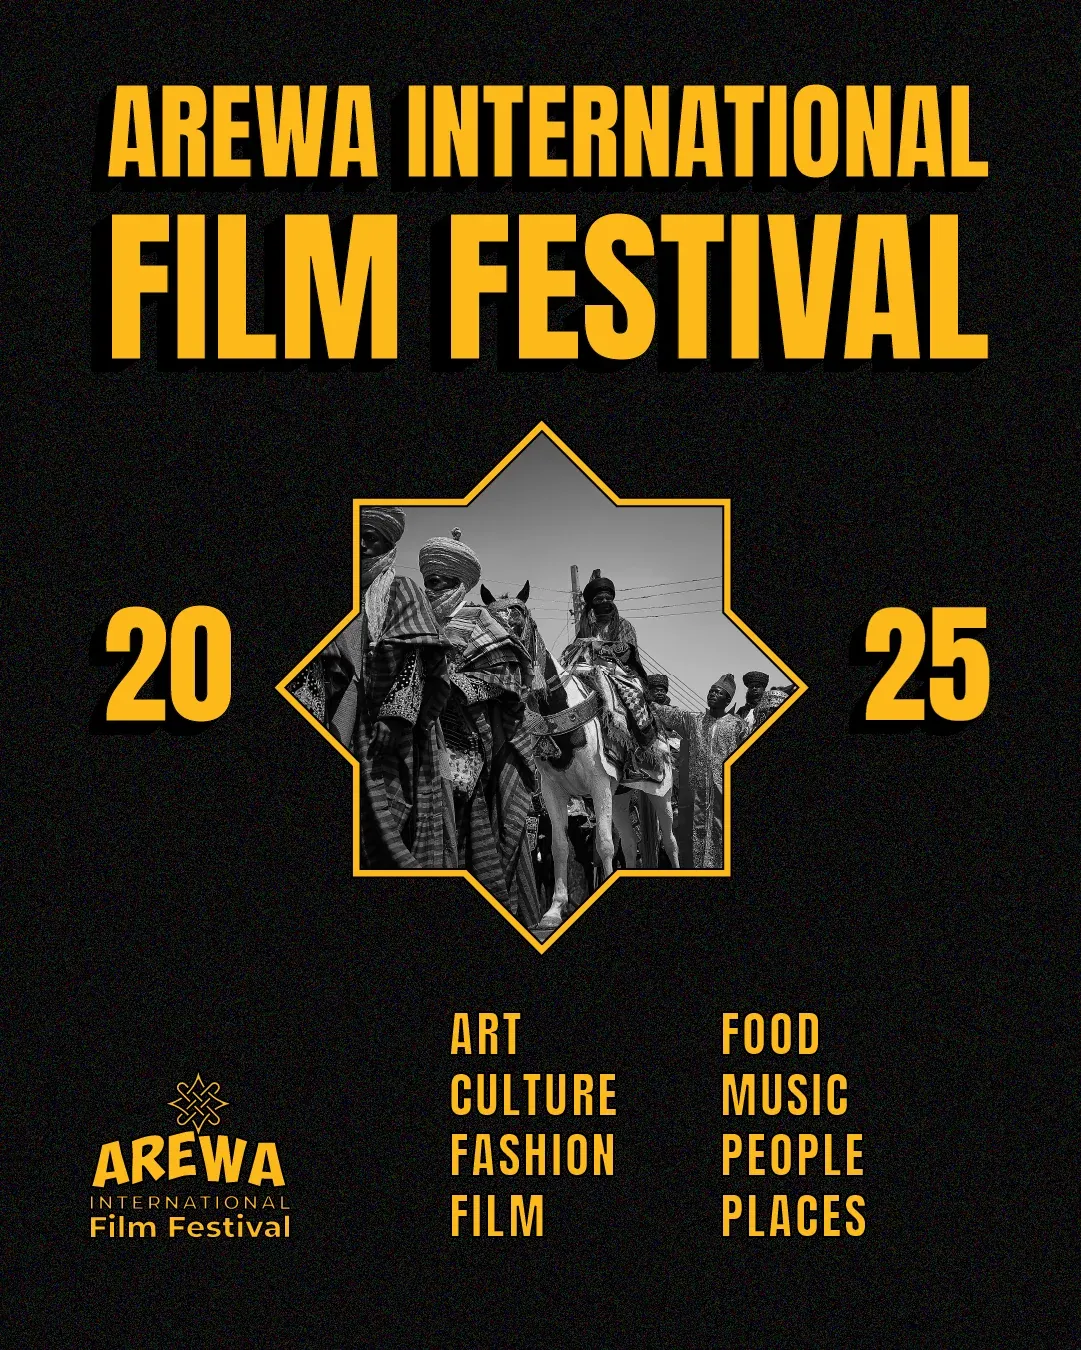 AREWA INTERNATIONAL
FILM FESTIVAL
20 25
ART
CULTURE
FASHION
FILM
FOOD
MUSIC
PEOPLE
PLACES
AREWA
INTERNATIONAL
Film Festival